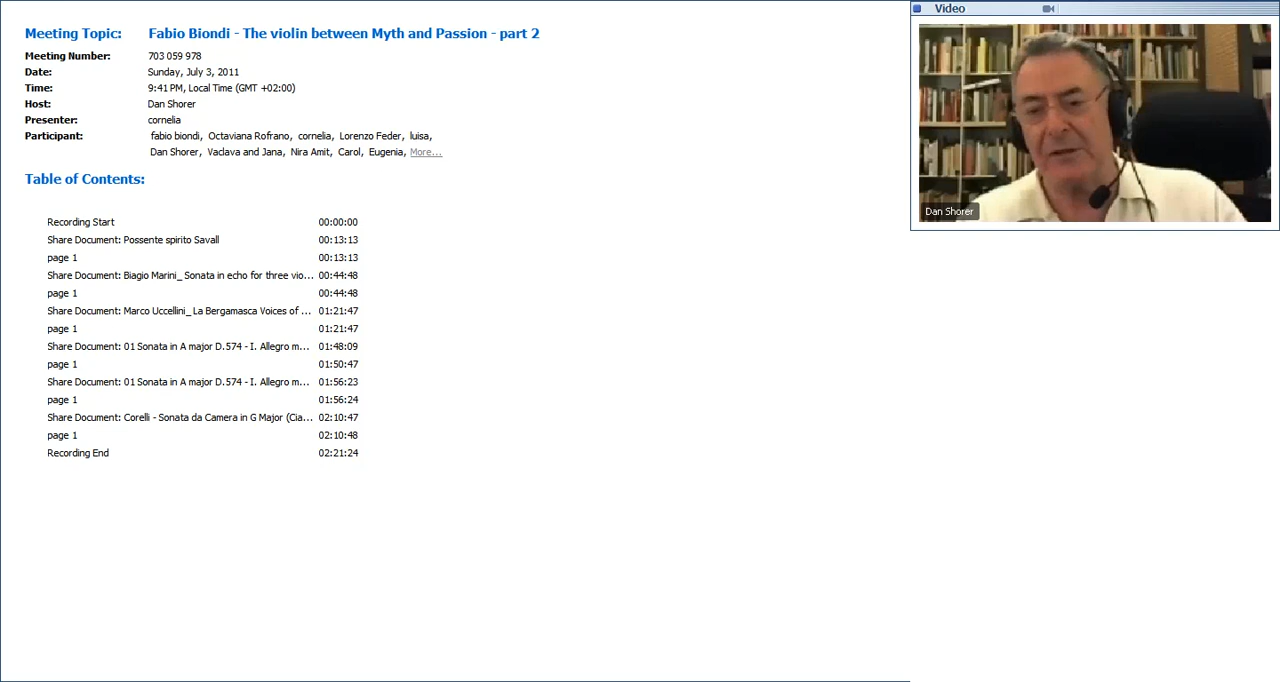 Meeting Topic: Fabio Biondi - The violin between Myth and Passion - part 2
Meeting Number: 703 059 978
Date: Sunday, July 3, 2011
Time: 9:41 PM, Local Time (GMT +02:00)
Host: Dan Shorer
Presenter: cornelia
Participant: fabio biondi, Octaviana Rofrano, cornelia, Lorenzo Feder, luisa,
Dan Shorer, Vaclava and Jana, Nira Amit, Carol, Eugenia, More...
Table of Contents:
Recording Start 00:00:00
Share Document: Possente spirito Savall 00:13:13
page 1 00:13:13
Share Document: Biagio Marini_ Sonata in echo for three vio... 00:44:48
page 1 00:44:48
Share Document: Marco Uccellini_ La Bergamasca Voices of ... 01:21:47
page 1 01:21:47
Share Document: 01 Sonata in A major D.574 - I. Allegro m... 01:48:09
page 1 01:50:47
Share Document: 01 Sonata in A major D.574 - I. Allegro m... 01:56:23
page 1 01:56:24
Share Document: Corelli - Sonata da Camera in G Major (Cia... 02:10:47
page 1 02:10:48
Recording End 02:21:24
Video
Dan Shorer